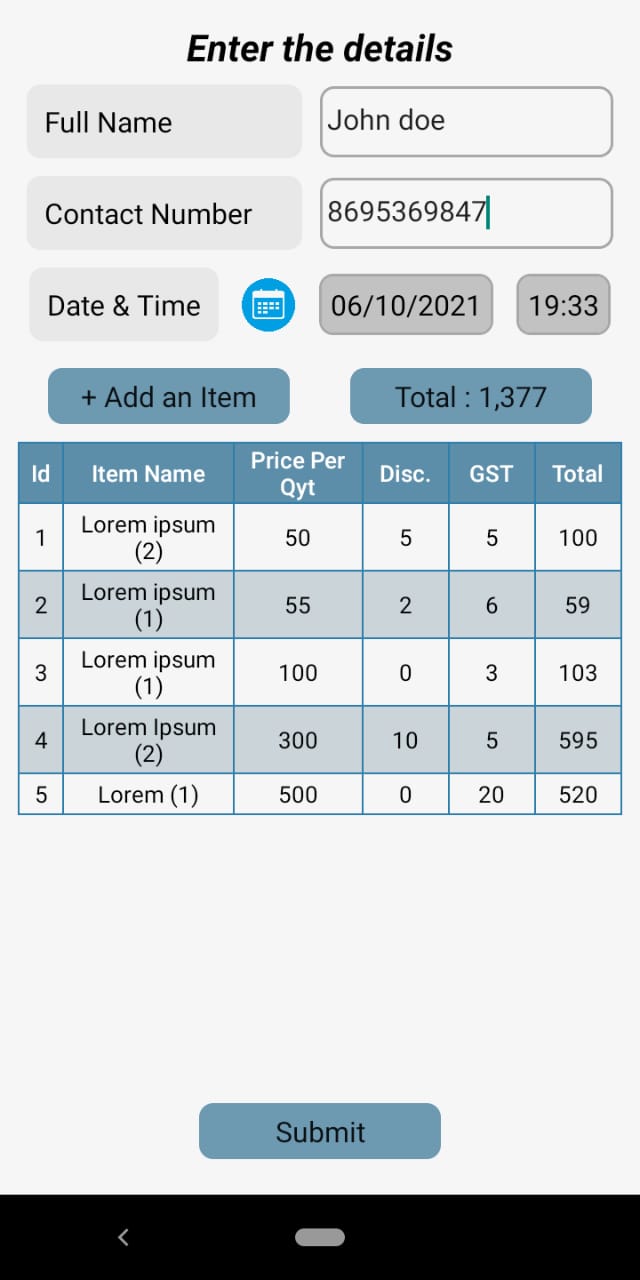 Enter the details
Full Name John doe
Contact Number 8695369847
Date & Time 06/10/2021 19:33
+ Add an Item Total : 1,377
Id Item Name Price Per Qyt Disc. GST Total
1 Lorem ipsum (2) 50 5 5 100
2 Lorem ipsum (1) 55 2 6 59
3 Lorem ipsum (1) 100 0 3 103
4 Lorem Ipsum (2) 300 10 5 595
5 Lorem (1) 500 0 20 520
Submit